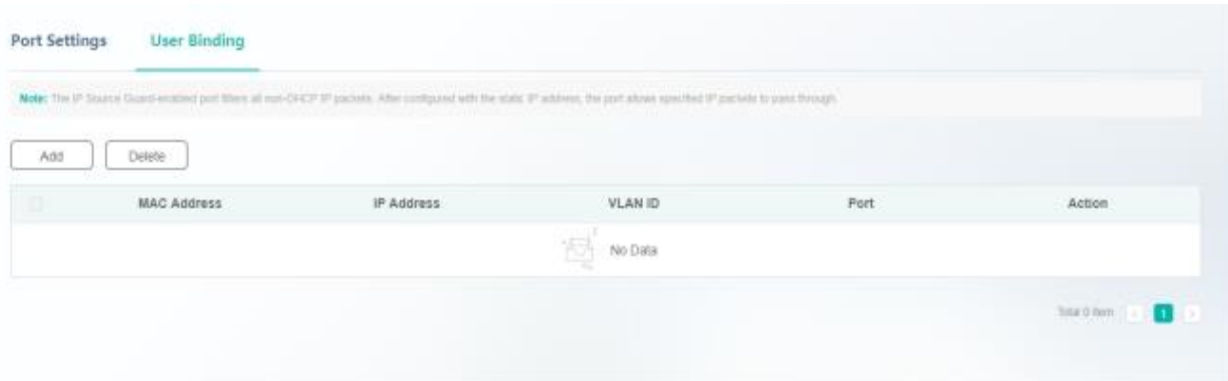 Port Settings User Binding
Note: The IP Source Guard-enabled port filters all non-DHCP IP packets. After configured with the static IP address, the port allows specified IP packets to pass through.
Add Delete
MAC Address IP Address VLAN ID Port Action
No Data
Total 0 item < 1 >